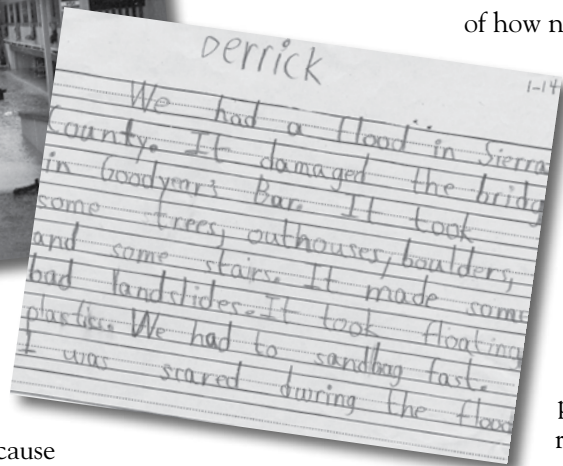 of how n
Derrick
1-14
We had a flood in Sierra
County. It damaged the bridg
in Goodyear's Bar. It took
some trees, outhouses, boulders,
and some stairs. It made some
bad landslides. It took floating
plastics. We had to sandbag fast.
I was scared during the flood
p
r
cause